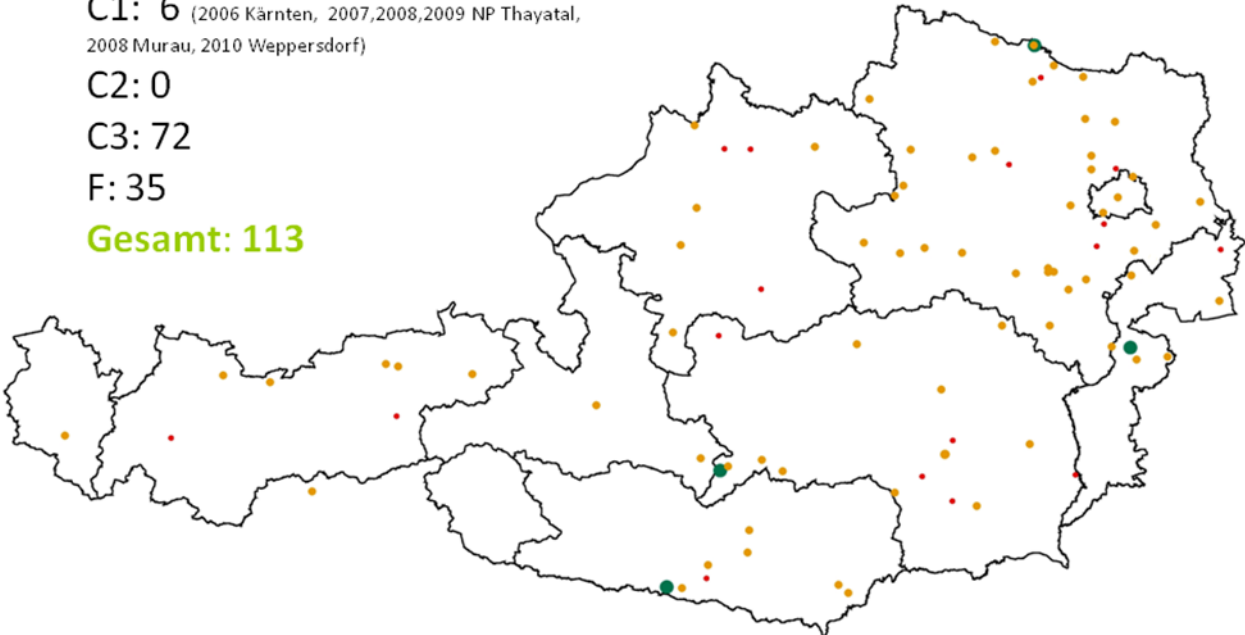 C1: 6 (2006 Kärnten, 2007,2008,2009 NP Thayatal,
2008 Murau, 2010 Weppersdorf)
C2: 0
C3: 72
F: 35
Gesamt: 113